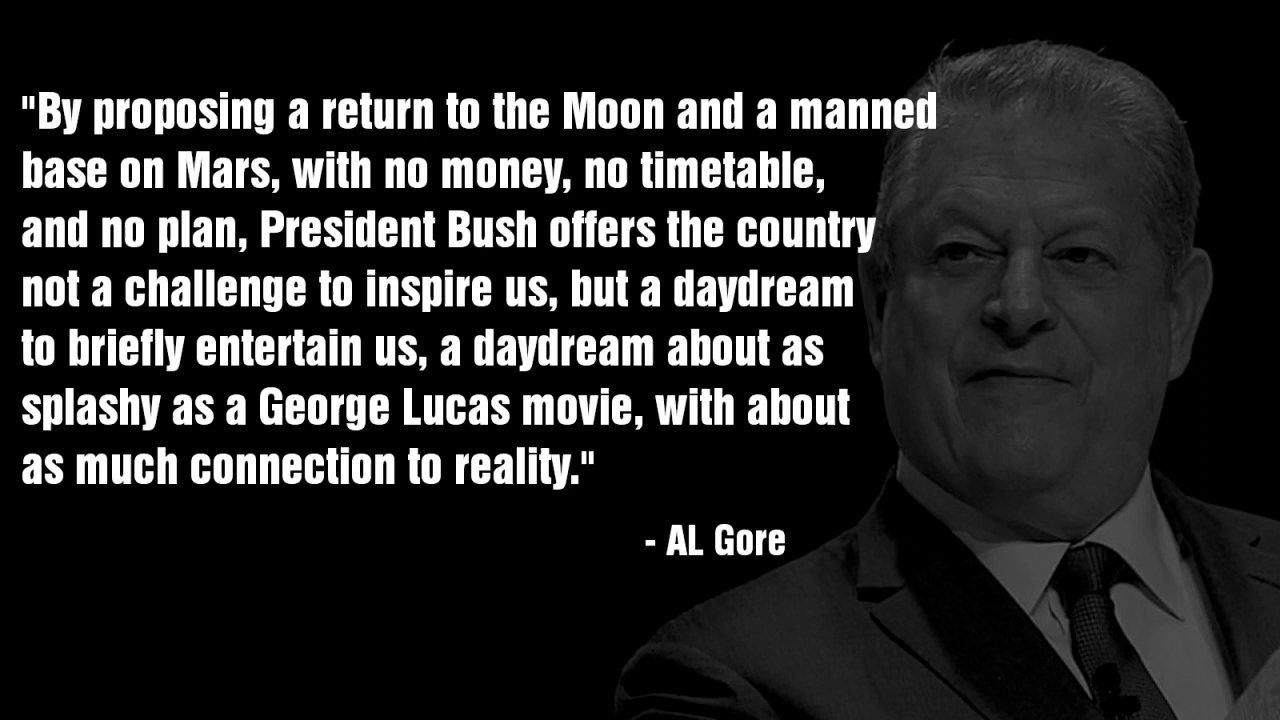 "By proposing a return to the Moon and a manned
base on Mars, with no money, no timetable,
and no plan, President Bush offers the country
not a challenge to inspire us, but a daydream
to briefly entertain us, a daydream about as
splashy as a George Lucas movie, with about
as much connection to reality."
- AL Gore